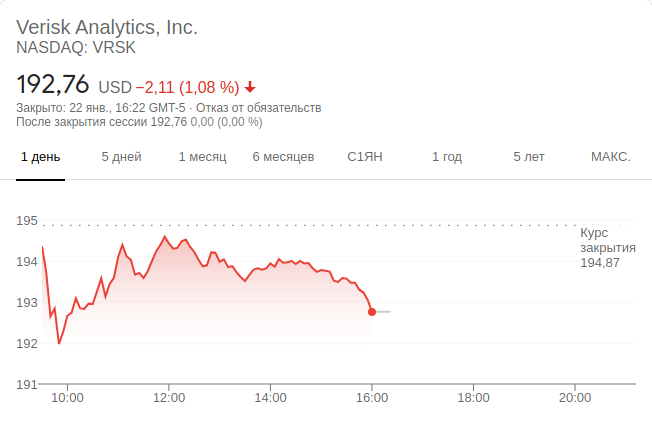 Verisk Analytics, Inc.
NASDAQ: VRSK
192,76 USD −2,11 (1,08 %)
Закрыто: 22 янв., 16:22 GMT-5 · Отказ от обязательств
После закрытия сессии 192,76 0,00 (0,00 %)
1 день 5 дней 1 месяц 6 месяцев С1ЯН 1 год 5 лет МАКС.
195
Курс
закрытия
194,87
194
193
192
191
10:00 12:00 14:00 16:00 18:00 20:00